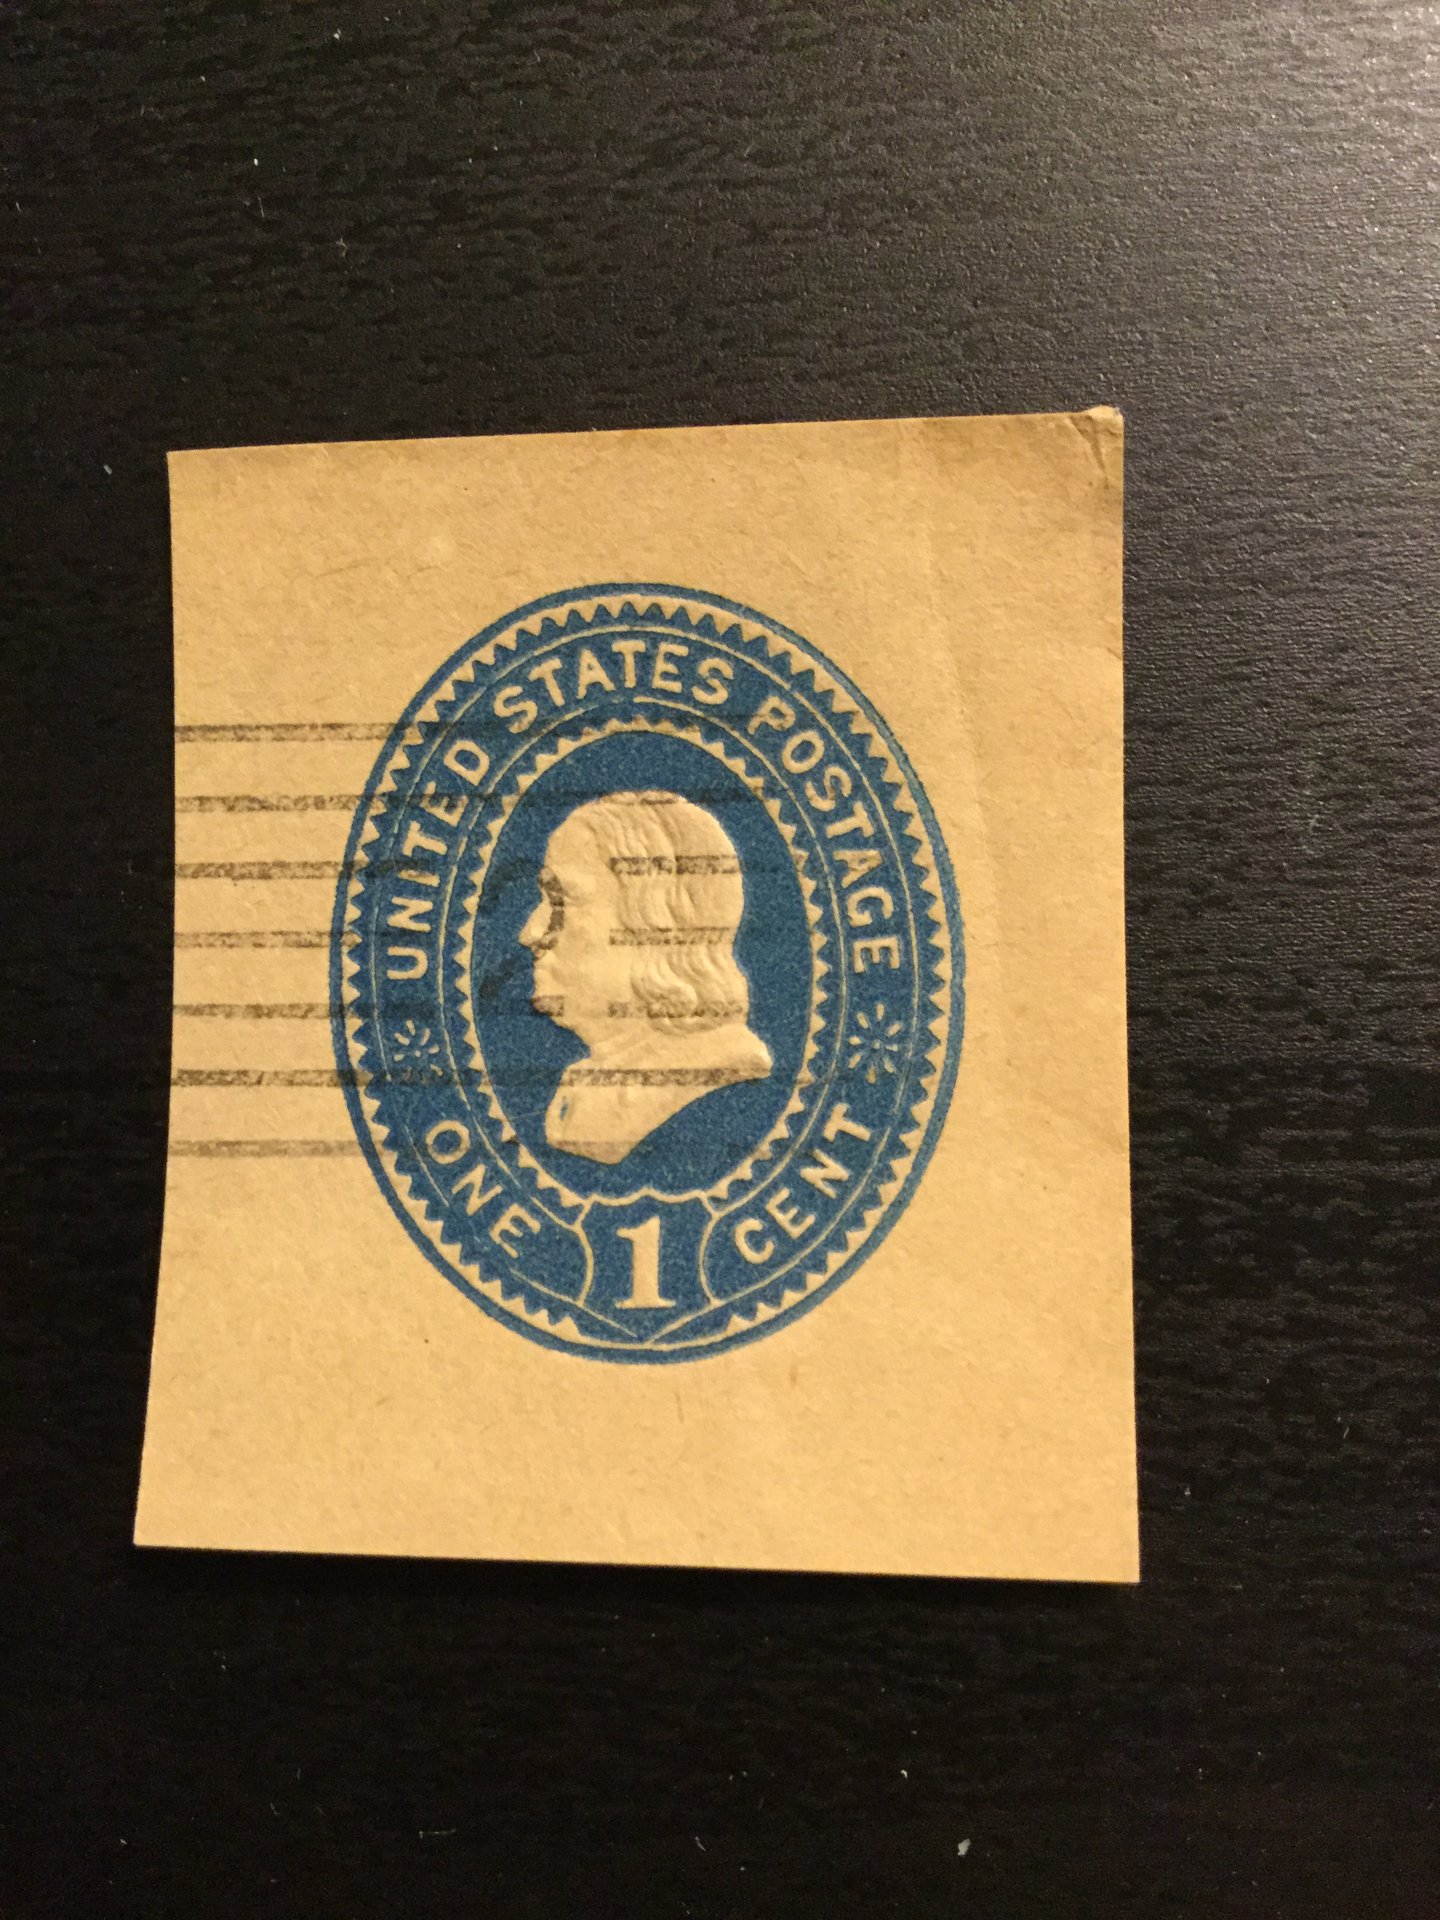 UNITED STATES POSTAGE
ONE CENT
1